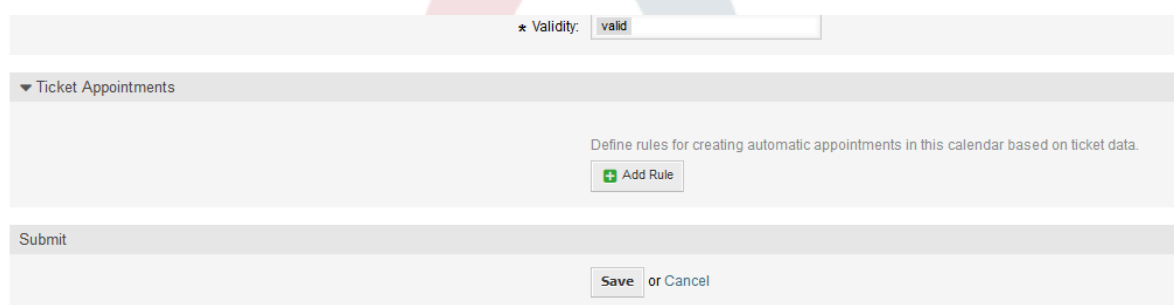 * Validity: valid
Ticket Appointments
Define rules for creating automatic appointments in this calendar based on ticket data.
Add Rule
Submit
Save or Cancel